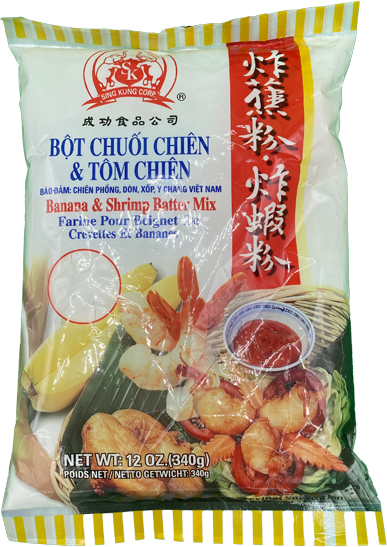 SK
SING KUNG CORP.
®
成功食品公司
炸蕉粉·炸蝦粉
BỘT CHUỐI CHIÊN
& TÔM CHIÊN
BẢO ĐẢM: CHIÊN PHỒNG, DÒN, XỐP, Y CHANG VIỆT NAM
Banana & Shrimp Batter Mix
Farine Pour Beignet
Crevettes Et Bananes
NET WT: 12 OZ.(340g)
POIDS NET/NETTO GETWICHT: 340g